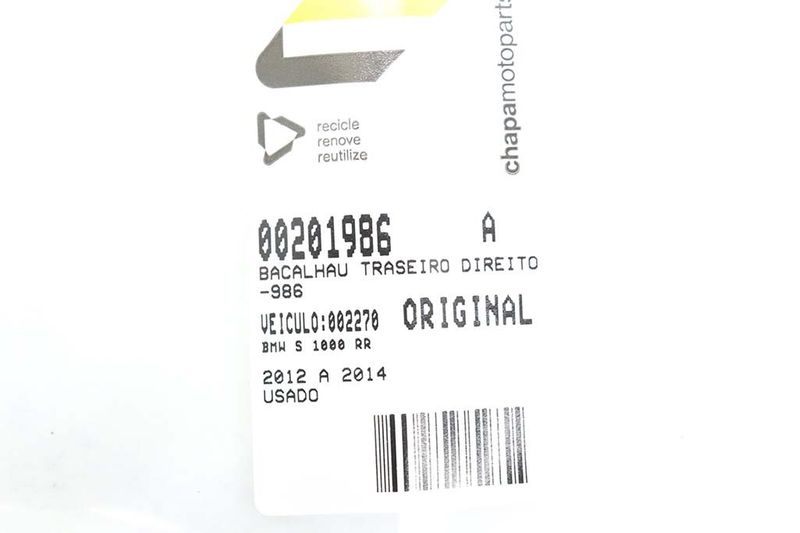 chapamotoparts
recicle
renove
reutilize
00201986 A
BACALHAU TRASEIRO DIREITO
-986
VEICULO:002270 ORIGINAL
BMW S 1000 RR
2012 A 2014
USADO